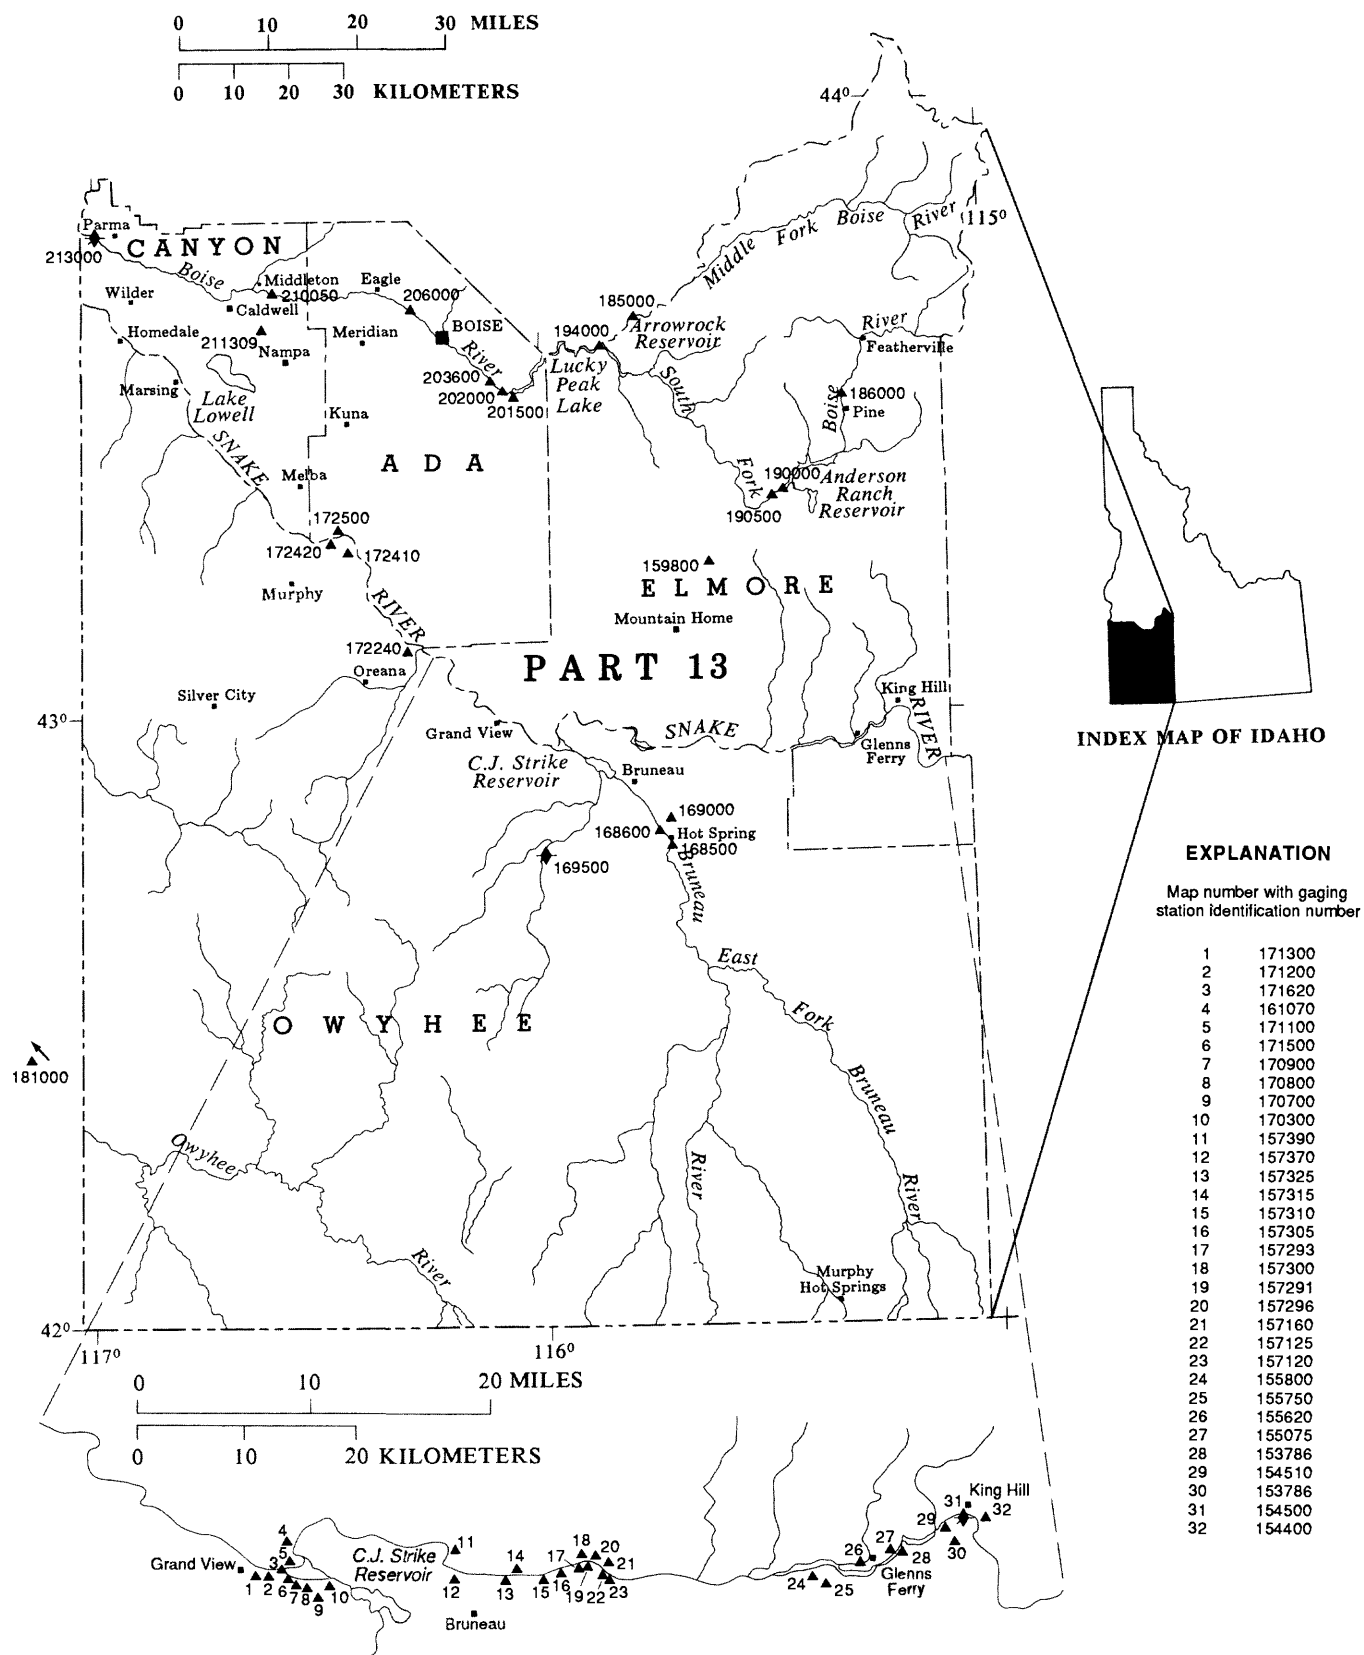 0 10 20 30 MILES
0 10 20 30 KILOMETERS
44°
115°
Parma
213000
CANYON
Boise
Middleton
210050
Eagle
206000
Wilder
Caldwell
Homedale
211309
Nampa
Meridian
BOISE
River
Marsing
Lake
Lowell
203600
202000
201500
Kuna
SNAKE
Melba
ADA
194000
185000
Arrowrock
Reservoir
Lucky
Peak
Lake
Middle Fork Boise River
River
Featherville
186000
Pine
Boise
South
Fork
190000
190500
Anderson
Ranch
Reservoir
172500
172420
172410
Murphy
RIVER
159800
ELMORE
Mountain Home
172240
Oreana
PART 13
Silver City
43°
Grand View
SNAKE
King Hill
RIVER
Glenns
Ferry
C.J. Strike
Reservoir
Bruneau
169000
168600
Hot Spring
168500
Bruneau
169500
East
Fork
Bruneau
River
OWYHEE
181000
Owyhee
River
River
Murphy
Hot Springs
42°
117°
116°
INDEX MAP OF IDAHO
EXPLANATION
Map number with gaging
station identification number
1 171300
2 171200
3 171620
4 161070
5 171100
6 171500
7 170900
8 170800
9 170700
10 170300
11 157390
12 157370
13 157325
14 157315
15 157310
16 157305
17 157293
18 157300
19 157291
20 157296
21 157160
22 157125
23 157120
24 155800
25 155750
26 155620
27 155075
28 153786
29 154510
30 153786
31 154500
32 154400
0 10 20 MILES
0 10 20 KILOMETERS
Grand View
4
5
3
1 2 6 7 8 9 10
C.J. Strike
Reservoir
11
12
Bruneau
13
14
15
16
17
18
19
20
21
22
23
24
25
26
27
28
Glenns
Ferry
29
30
31
32
King Hill